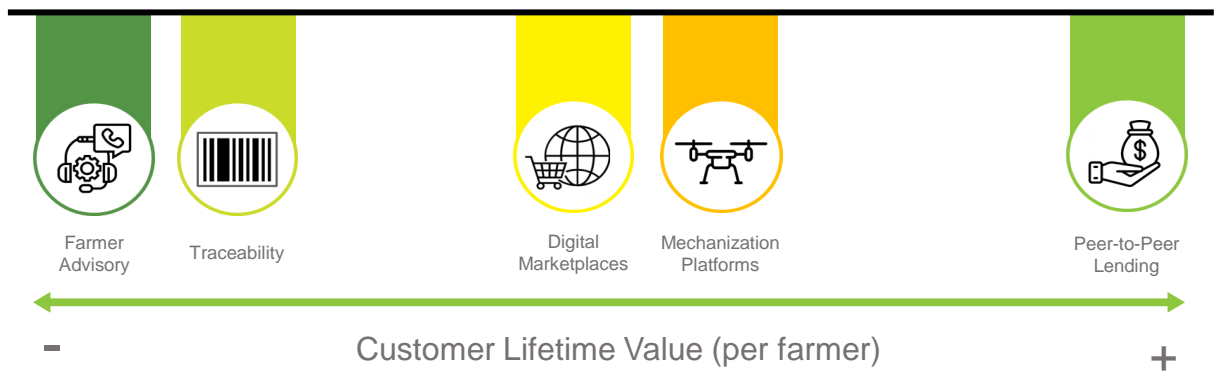 $
Farmer
Advisory
Traceability
Digital
Marketplaces
Mechanization
Platforms
Peer-to-Peer
Lending
-
Customer Lifetime Value (per farmer)
+